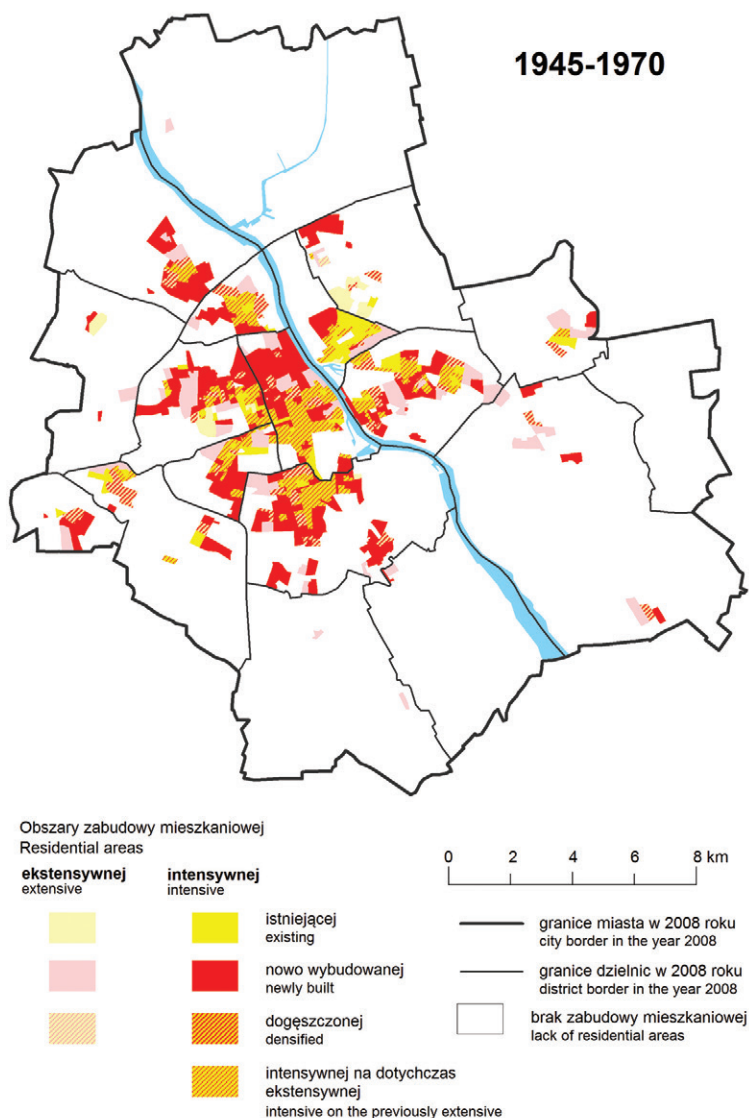 1945-1970
Obszary zabudowy mieszkaniowej
Residential areas
ekstensywnej
extensive
intensywnej
intensive
istniejącej
existing
nowo wybudowanej
newly built
dogęszczonej
densified
intensywnej na dotychczas
ekstensywnej
intensive on the previously extensive
0 2 4 6 8 km
granice miasta w 2008 roku
city border in the year 2008
granice dzielnic w 2008 roku
district border in the year 2008
brak zabudowy mieszkaniowej
lack of residential areas